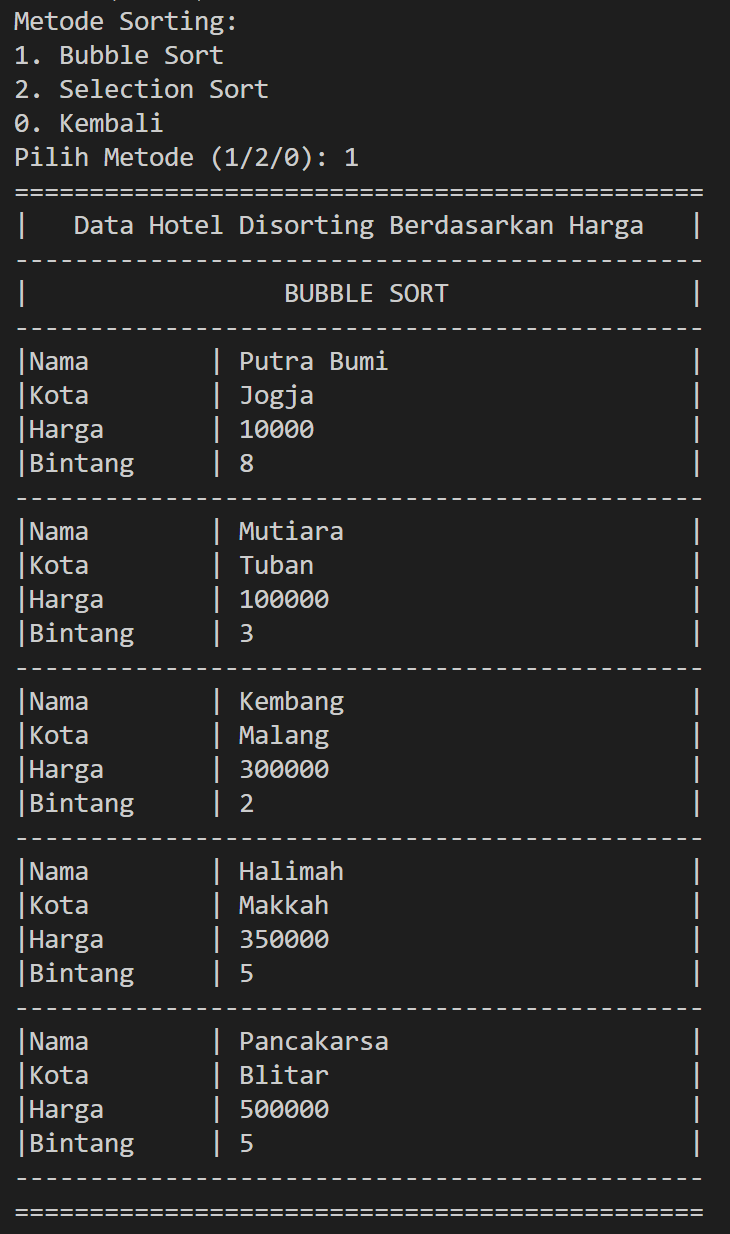 Metode Sorting:
1. Bubble Sort
2. Selection Sort
0. Kembali
Pilih Metode (1/2/0): 1
==============================================
|   Data Hotel Disorting Berdasarkan Harga   |
----------------------------------------------
|                 BUBBLE SORT                |
----------------------------------------------
|Nama        | Putra Bumi                    |
|Kota        | Jogja                         |
|Harga       | 10000                         |
|Bintang     | 8                             |
----------------------------------------------
|Nama        | Mutiara                       |
|Kota        | Tuban                         |
|Harga       | 100000                        |
|Bintang     | 3                             |
----------------------------------------------
|Nama        | Kembang                       |
|Kota        | Malang                        |
|Harga       | 300000                        |
|Bintang     | 2                             |
----------------------------------------------
|Nama        | Halimah                       |
|Kota        | Makkah                        |
|Harga       | 350000                        |
|Bintang     | 5                             |
----------------------------------------------
|Nama        | Pancakarsa                    |
|Kota        | Blitar                        |
|Harga       | 500000                        |
|Bintang     | 5                             |
----------------------------------------------
==============================================